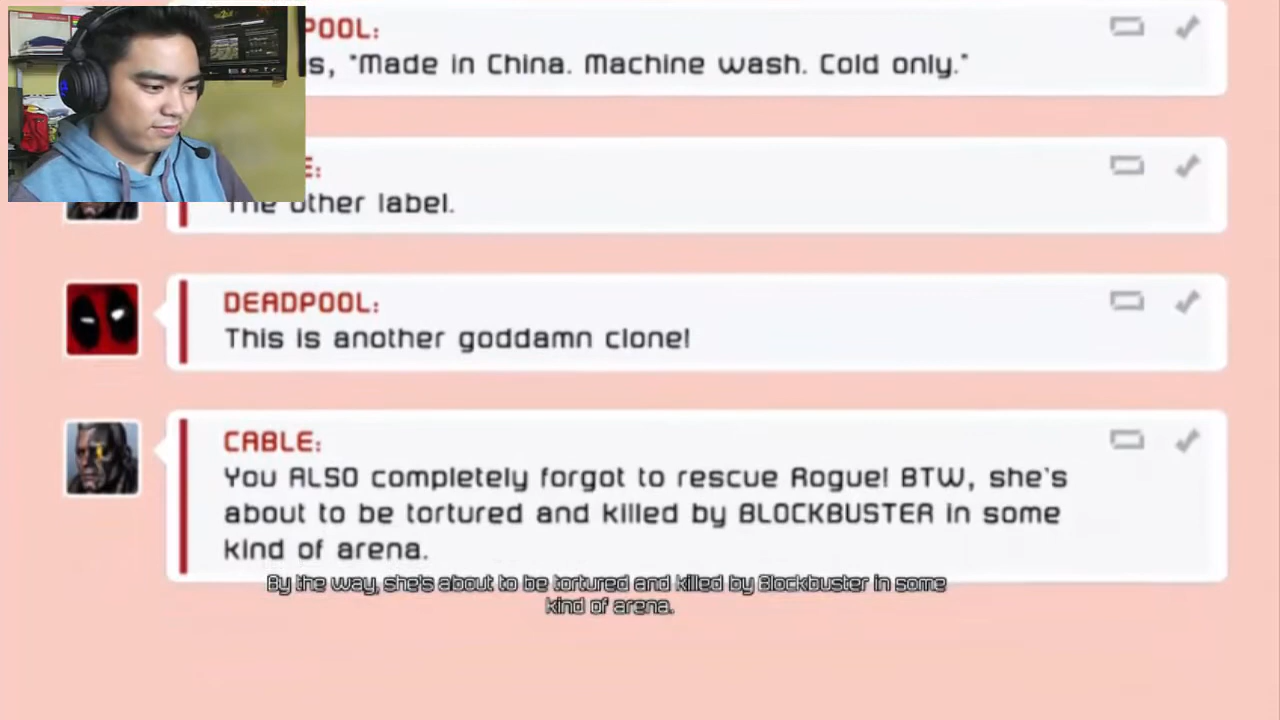 POOL:
s, "Made in China. Machine wash. Cold only."
E:
The other label.
DEADPOOL:
This is another goddamn clone!
CABLE:
You ALSO completely forgot to rescue Rogue! BTW, she's
about to be tortured and killed by BLOCKBUSTER in some
kind of arena.
By the way, she's about to be tortured and killed by Blockbuster in some
kind of arena.